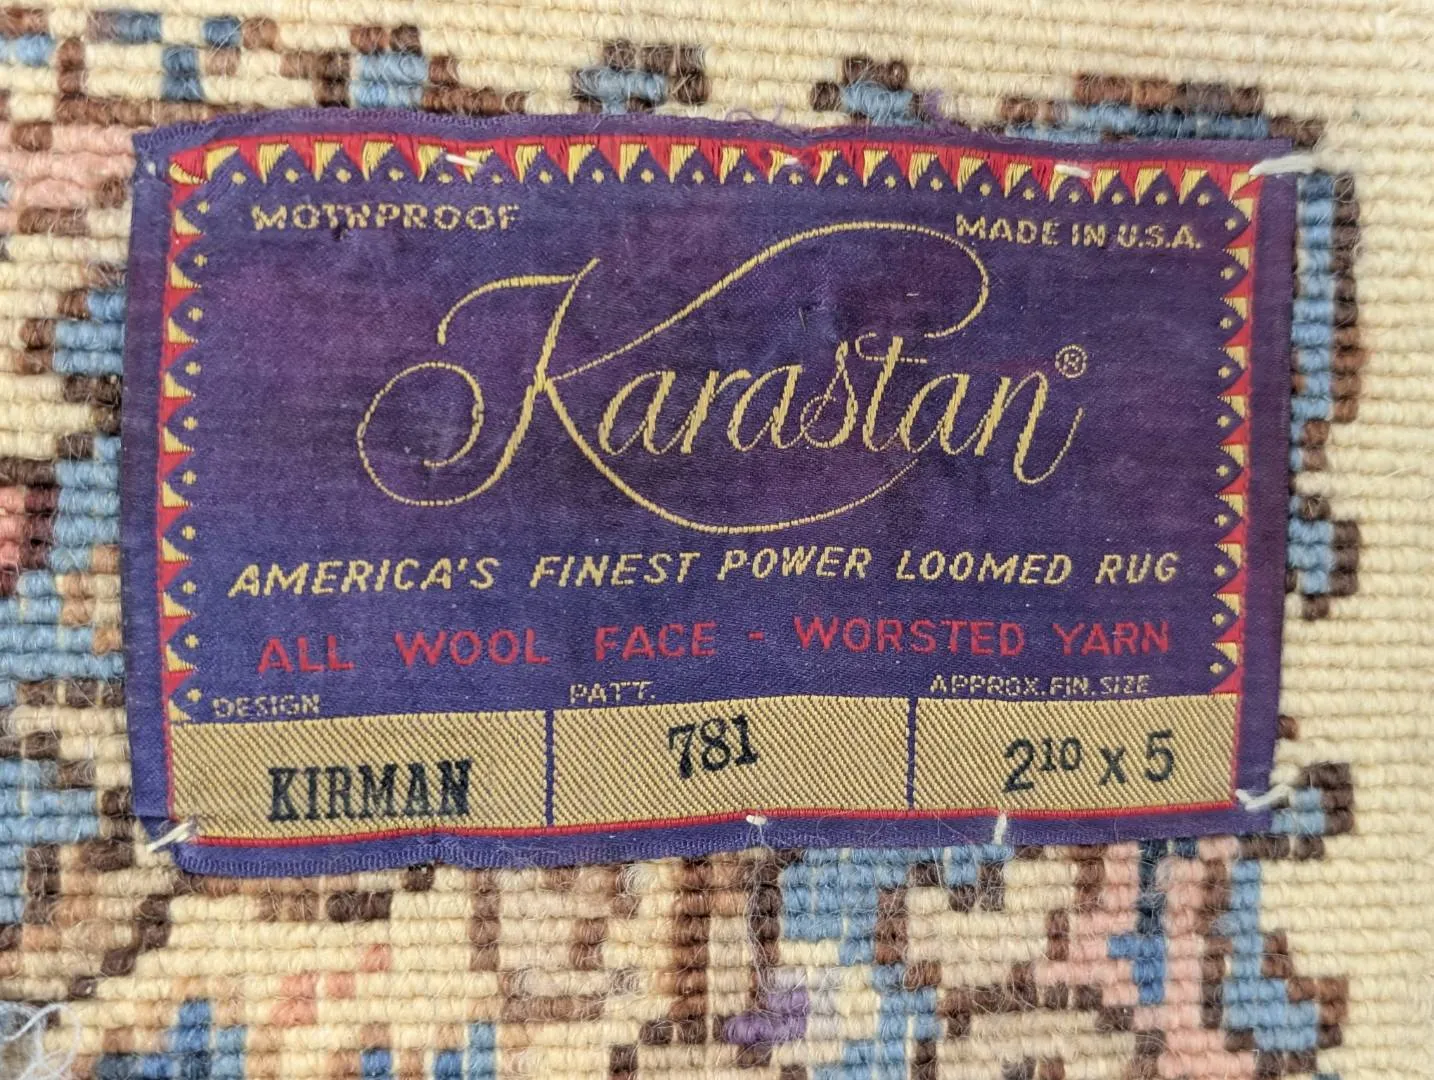 MOTHPROOF MADE IN U.S.A.
Karastan®
AMERICA'S FINEST POWER LOOMED RUG
ALL WOOL FACE - WORSTED YARN
DESIGN PATT. APPROX. FIN. SIZE
KIRMAN 781 2¹⁰ x 5